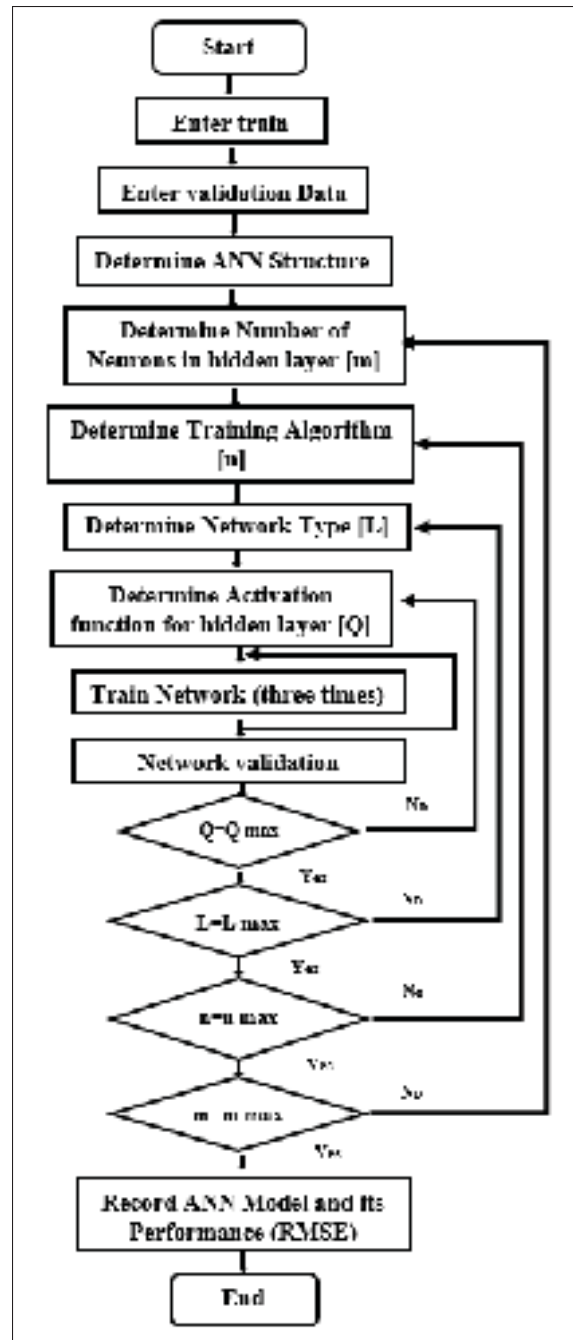 Start
Enter train
Enter validation Data
Determine ANN Structure
Determine Number of
Neurons in hidden layer [m]
Determine Training Algorithm
[n]
Determine Network Type [L]
Determine Activation
function for hidden layer [Q]
Train Network (three times)
Network validation
Q=Q max
No
Yes
L=L max
No
Yes
n=n max
No
Yes
m=m max
No
Yes
Record ANN Model and its
Performance (RMSE)
End